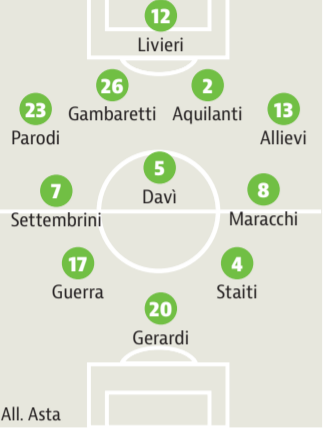 12
Livieri
26 2
Gambaretti Aquilanti
23 13
Parodi Allievi
5
Davì
7 8
Settembrini Maracchi
17 4
Guerra Staiti
20
Gerardi
All. Asta